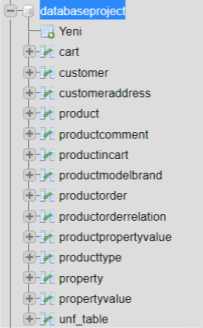 databaseproject
Yeni
cart
customer
customeraddress
product
productcomment
productincart
productmodelbrand
productorder
productorderrelation
productpropertyvalue
producttype
property
propertyvalue
unf_table